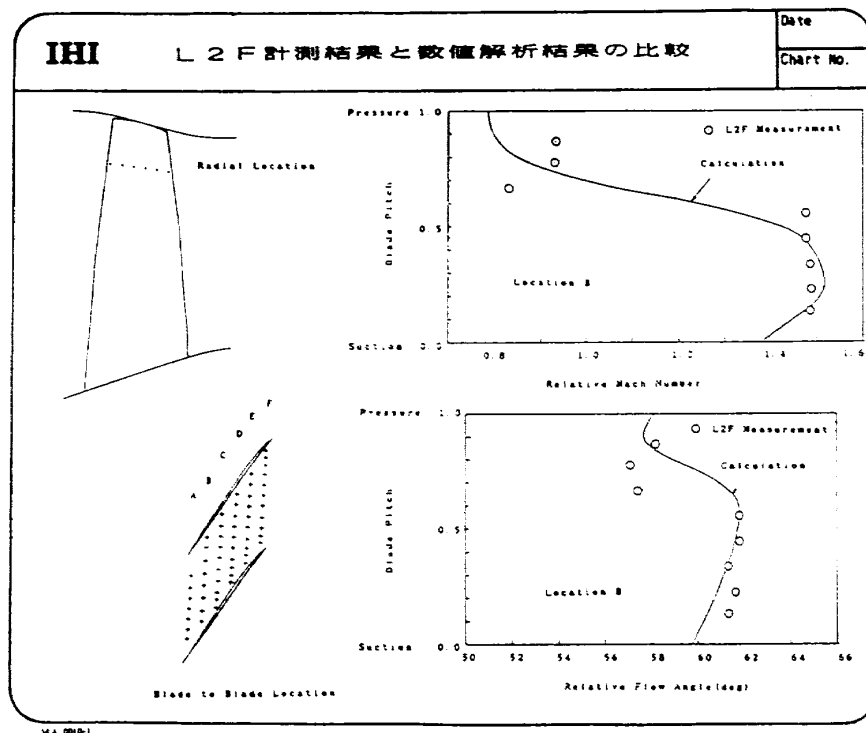 IHI
L2F計測結果と数値解析結果の比較
Date
Chart No.
Radial Location
Pressure 1.0
L2F Measurement
Calculation
Blade Pitch
0.5
Location B
Suction 0.0
0.8 1.0 1.2 1.4 1.6
Relative Mach Number
F
E
D
C
B
A
Blade to Blade Location
Pressure 1.0
L2F Measurement
Calculation
Blade Pitch
0.5
Location B
Suction 0.0
50 52 54 56 58 60 62 64 66
Relative Flow Angle(deg)